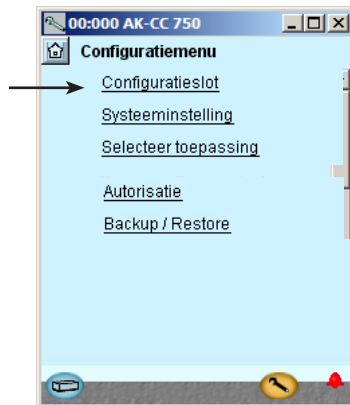 00:000 AK-CC 750
Configuratiemenu
Configuratieslot
Systeeminstelling
Selecteer toepassing
Autorisatie
Backup / Restore